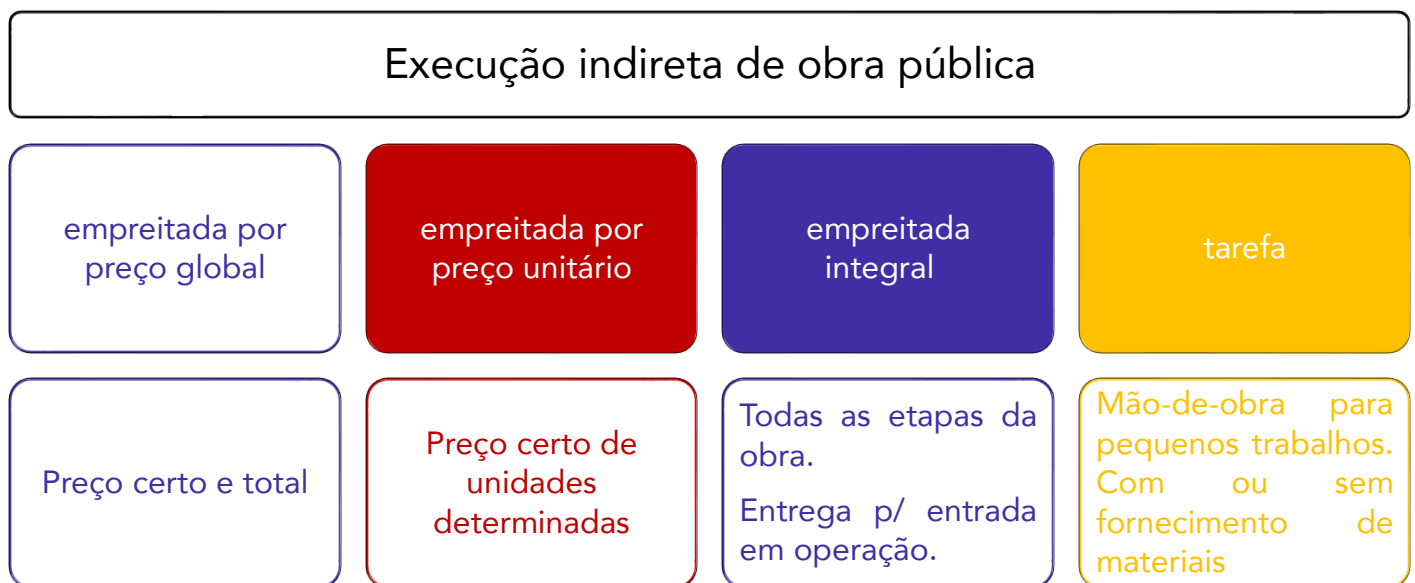 Execução indireta de obra pública
empreitada por
preço global
empreitada por
preço unitário
empreitada
integral
tarefa
Preço certo e total
Preço certo de
unidades
determinadas
Todas as etapas da
obra.
Entrega p/ entrada
em operação.
Mão-de-obra para
pequenos trabalhos.
Com ou sem
fornecimento de
materiais